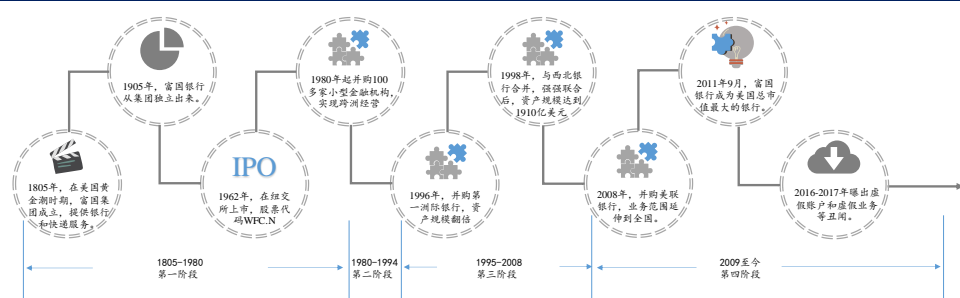 1805年，在美国黄
金潮时期，富国集
团成立，提供银行
和快递服务。
1905年，富国银行
从集团独立出来。
IPO
1962年，在纽交
所上市，股票代
码WFC.N
1980年起并购100
多家小型金融机构，
实现跨洲经营
1996年，并购第
一洲际银行，资
产规模翻倍
1998年，与西北银
行合并，强强联合
后，资产规模达到
1910亿美元
2008年，并购美联
银行，业务范围延
伸到全国。
2011年9月，富国
银行成为美国总市
值最大的银行。
2016-2017年曝出虚
假账户和虚假业务
等丑闻。
1805-1980
第一阶段
1980-1994
第二阶段
1995-2008
第三阶段
2009至今
第四阶段